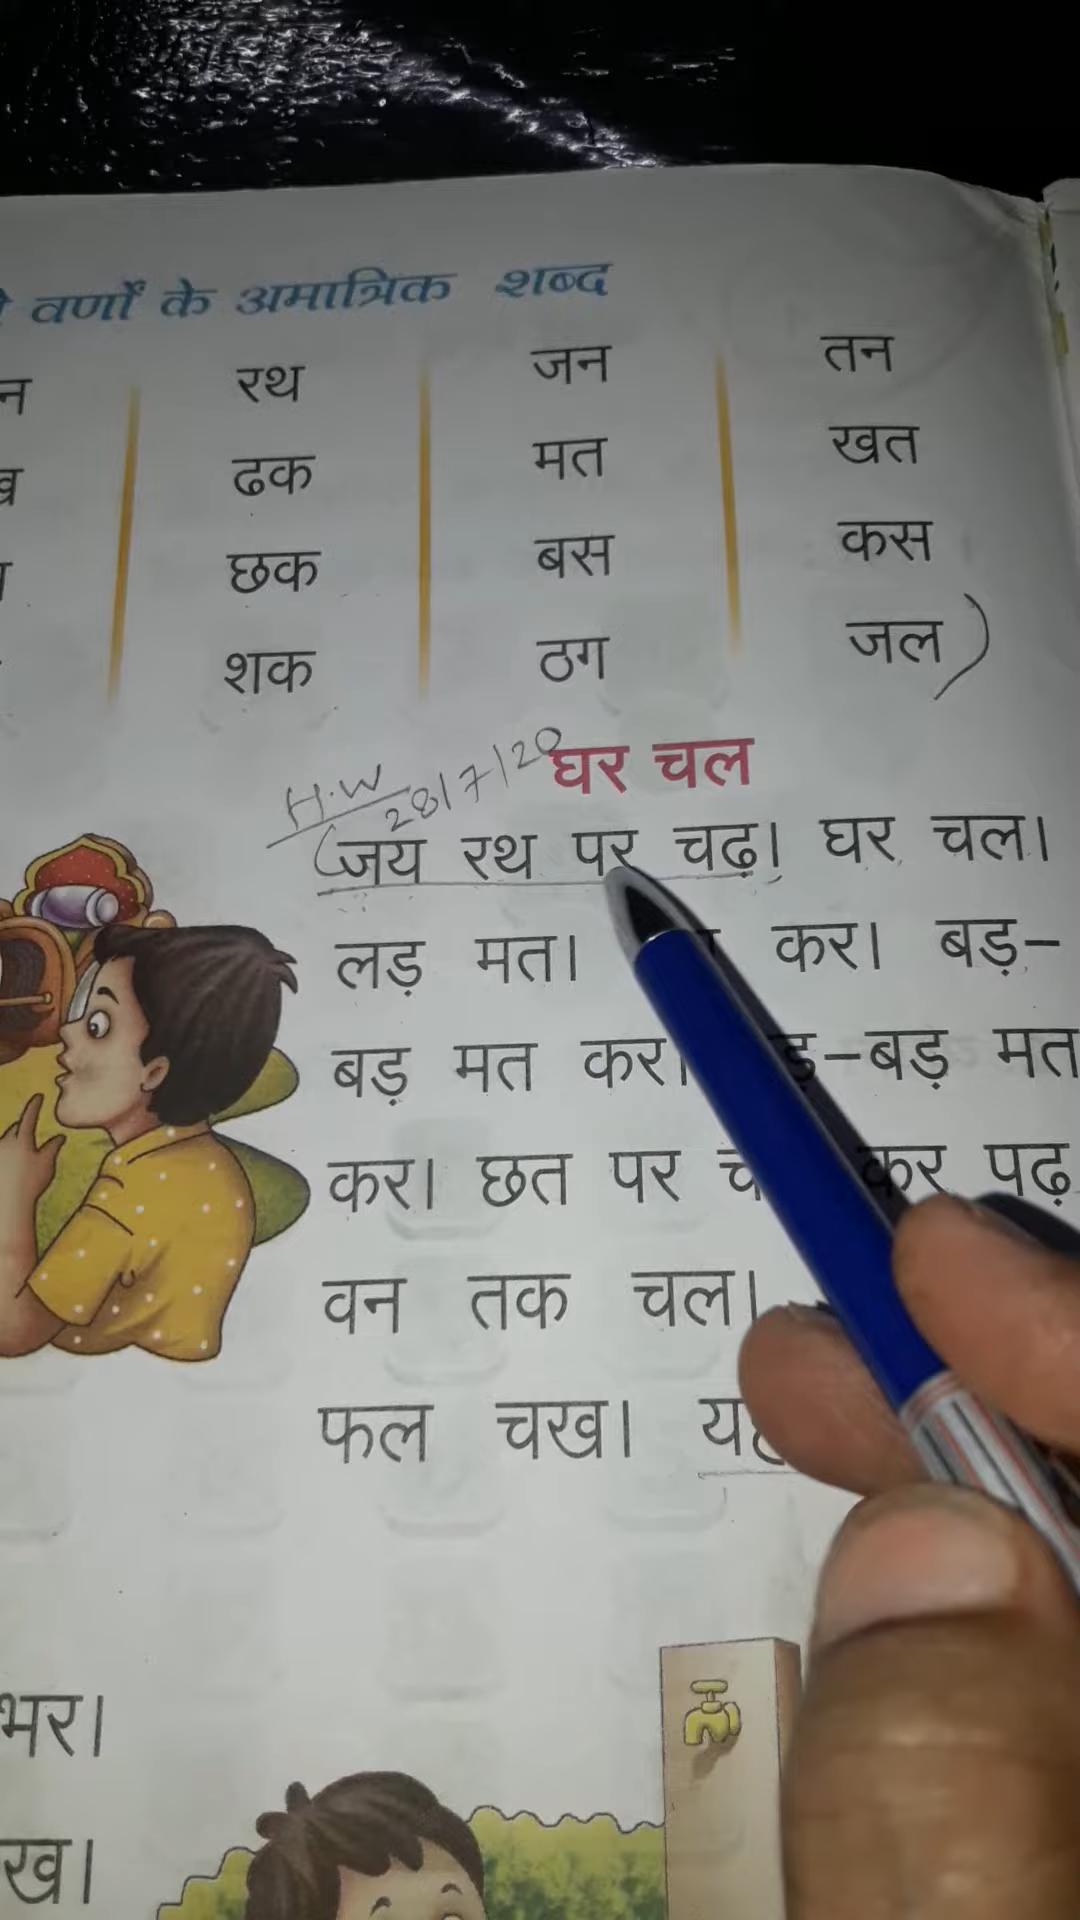 वर्णों के अमात्रिक शब्द
रथ जन तन
ढक मत खत
छक बस कस
शक ठग जल)
H.W 28/7/20
घर चल
(जय रथ पर चढ़। घर चल।
लड़ मत। कर। बड़-
बड़ मत कर। -बड़ मत
कर। छत पर कर पढ़
वन तक चल।
फल चख।
भर।